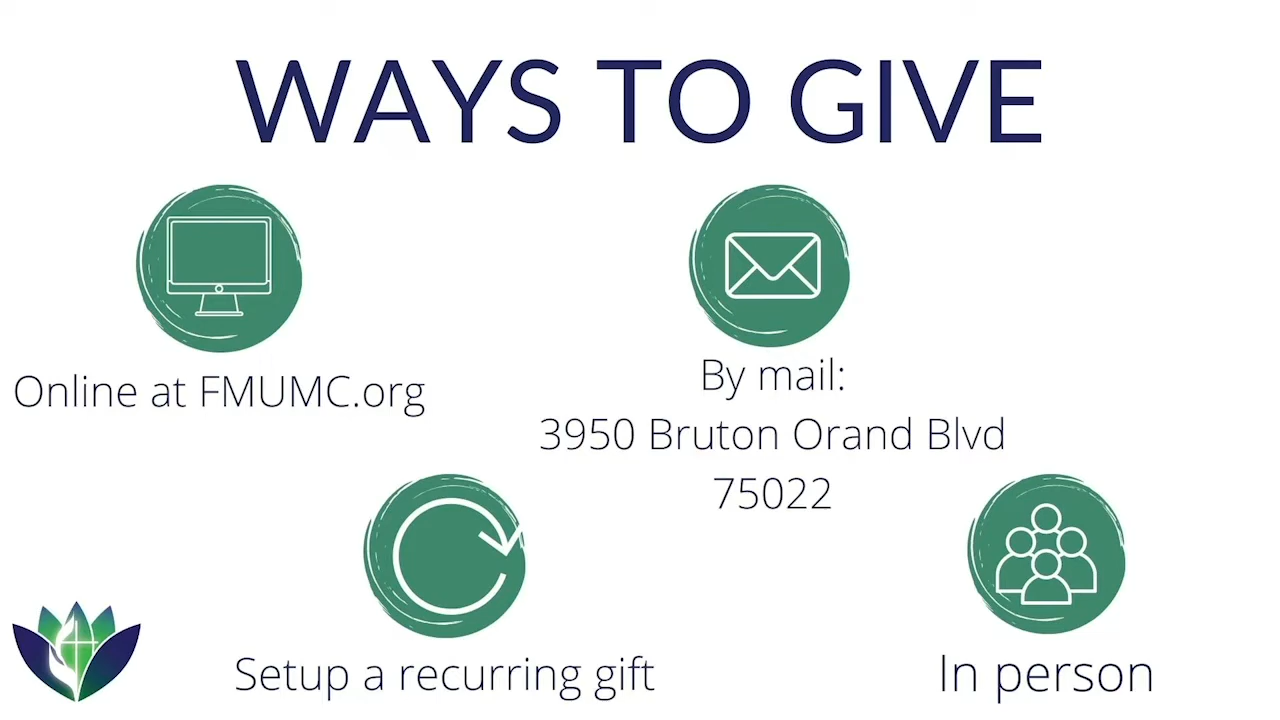 WAYS TO GIVE
Online at FMUMC.org
By mail:
3950 Bruton Orand Blvd
75022
Setup a recurring gift
In person